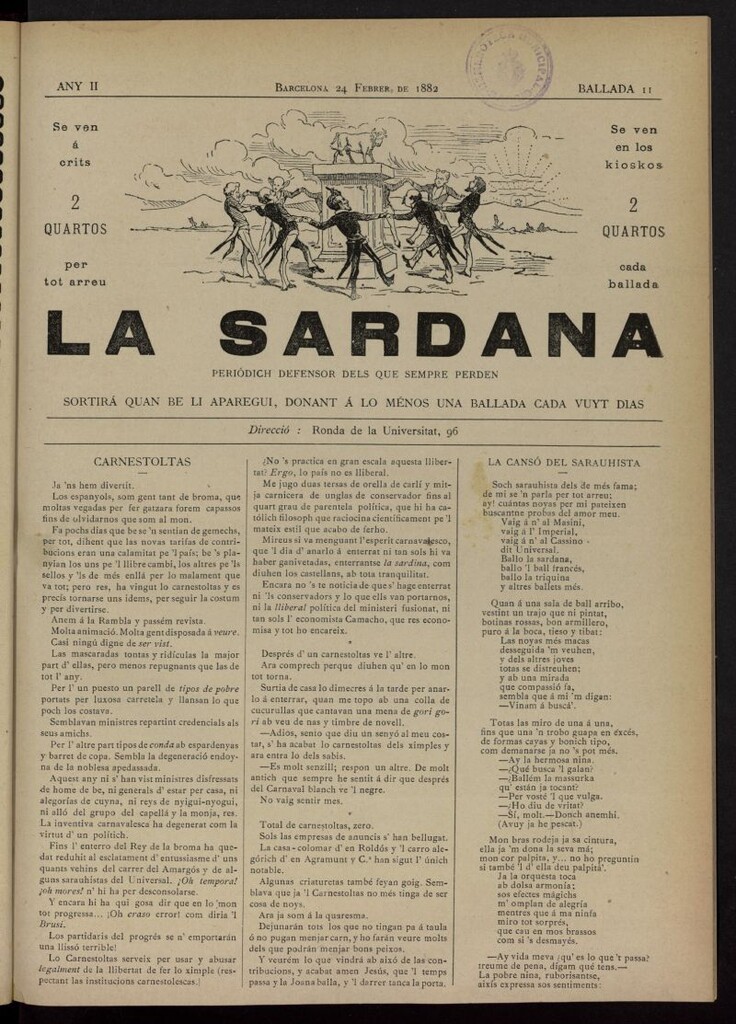 ANY II
BARCELONA 24 FEBRER, DE 1882
BALLADA 11
Se ven
á
crits
2
QUARTOS
per
tot arreu
Se ven
en los
kioskos
2
QUARTOS
cada
ballada
LA SARDANA
PERIÓDICH DEFENSOR DELS QUE SEMPRE PERDEN
SORTIRÁ QUAN BE LI APAREGUI, DONANT Á LO MÉNOS UNA BALLADA CADA VUYT DIAS
Direcció : Ronda de la Universitat, 96
CARNESTOLTAS
Ja 'ns hem divertit.
Los espanyols, som gent tant de broma, que
moltas vegadas per fer gatzara forem capassos
fins de olvidarnos que som al mon.
Fa pochs dias que be se 'n sentian de gemechs,
per tot, dihent que las novas tarifas de contri-
bucions eran una calamitat pe 'l país; be 's pla-
nyian los uns pe 'l llibre cambi, los altres pe 'ls
sellos y 'ls de més enllá per lo malament que
va tot; pero res, ha vingut lo carnestoltas y es
precis tornarse uns idems, per seguir la costum
y per divertirse.
Anem á la Rambla y passém revista.
Molta animació. Molta gent disposada á veure.
Casi ningú digne de ser vist.
Las mascaradas tontas y ridículas la major
part d' ellas, pero menos repugnants que las de
tot l' any.
Per l' un puesto un parell de tipos de pobre
portats per luxosa carretela y llansan lo que
poch los costava.
Semblavan ministres repartint credencials als
seus amichs.
Per l' altre part tipos de conda ab espardenyas
y barret de copa. Sembla la degeneració endoy-
na de la noblesa apedassada.
Aquest any ni s' han vist ministres disfressats
de home de be, ni generals d' estar per casa, ni
alegorías de cuyna, ni reys de nyigui-nyogui,
ni alló del grupo del capellá y la monja, res.
La inventiva carnavalesca ha degenerat com la
virtut d' un polítich.
Fins l' enterro del Rey de la broma ha que-
dat reduhit al esclatament d' entussiasme d' uns
quants vehins del carrer del Amargós y de al-
guns sarauhistas del Universal. ¡Oh tempora!
¡oh mores! n' hi ha per desconsolarse.
Y encara hi ha qui gosa dir que en lo mon
tot progressa... ¡Oh craso error! com diria 'l
Brusi.
Los partidaris del progrés se n' emportarán
una llissó terrible!
Lo Carnestoltas serveix per usar y abusar
legalment de la llibertat de fer lo ximple (res-
pectant las institucions carnestolescas.)
¿No 's practica en gran escala aquesta lliber-
tat? Ergo, lo país no es lliberal.
Me jugo duas tersas de orella de carlí y mit-
ja carnicera de unglas de conservador fins al
quart grau de parentela política, que hi ha ca-
tólich filosoph que raciocina científicament pe 'l
mateix estil que acabo de ferho.
Mireus si va menguant l'esperit carnavalesco,
que 'l dia d' anarlo á enterrar ni tan sols hi va
haber ganivetadas, enterrantse la sardina, com
diuhen los castellans, ab tota tranquilitat.
Encara no 's te noticia de que s' hage enterrat
ni 'ls conservadors y lo que ells van portarnos,
ni la lliberal política del ministeri fusionat, ni
tan sols l' economista Camacho, que res econo-
misa y tot ho encareix.
*
Després d' un carnestoltas ve l' altre.
Ara comprech perque diuhen qu' en lo mon
tot torna.
Surtia de casa lo dimecres á la tarde per anar-
lo á enterrar, quan me topo ab una colla de
cucurullas que cantavan una mena de gori go-
ri ab veu de nas y timbre de novell.
—Adios, sento que diu un senyó al meu cos-
tar, s' ha acabat lo carnestoltas dels ximples y
ara entra lo dels sabis.
—Es molt senzill; respon un altre. De molt
antich que sempre he sentit á dir que després
del Carnaval blanch ve 'l negre.
No vaig sentir mes.
*
Total de carnestoltas, zero.
Sols las empresas de anuncis s' han bellugat.
La casa-colomar d' en Roldós y 'l carro ale-
górich d' en Agramunt y C.ª han sigut l' únich
notable.
Algunas criaturetas també feyan goig. Sem-
blava que ja 'l Carnestoltas no més tinga de ser
cosa de noys.
Ara ja som á la quaresma.
Dejunarán tots los que no tingan pa á taula
ó no pugan menjar carn, y ho farán veure molts
dels que podrán menjar bons peixos.
Y veurém lo que vindrá ab aixó de las con-
tribucions, y acabat amen Jesús, que 'l temps
passa y la Joana balla, y 'l darrer tanca la porta.
LA CANSÓ DEL SARAUHISTA
Soch sarauhista dels de més fama;
de mi se 'n parla per tot arreu;
ay! cuántas noyas per mi pateixen
buscantne probas del amor meu.
Vaig á n' al Masini,
vaig á l' Imperial,
vaig á n' al Cassino
dit Universal.
Ballo la sardana,
ballo 'l ball francés,
ballo la triquina
y altres ballets més.
Quan á una sala de ball arribo,
vestint un trajo que ni pintat,
botinas rossas, bon armillero,
puro á la boca, tieso y tibat:
Las noyas més macas
desseguida 'm veuhen,
y dels altres joves
totas se distreuhen;
y ab una mirada
que compassió fa,
sembla que á mí 'm digan:
—Vínam á buscá'.
Totas las miro de una á una,
fins que una 'n trobo guapa en éxcés,
de formas cayas y bonich tipo,
com demanarse ja no 's pot més.
—Ay la hermosa nina.
—¿Qué busca 'l galan?
—¿Ballém la massurka
qu' están ja tocant?
—Per vosté 'l que vulga.
—¿Ho diu de vritat?
—Sí, molt.—Donch anemhi.
(Avuy ja he pescat.)
Mon bras rodeja ja sa cintura,
ella ja 'm dona la seva má;
mon cor palpita, y... no ho preguntin
si també 'l d' ella deu palpitá'.
Ja la orquesta toca
ab dolsa armonía;
sos efectes mágichs
m' omplan de alegría
mentres que á ma ninfa
miro tot sorprés,
que cau en mos brassos
com si 's desmayés.
—Ay vida meva ¿qu' es lo que 't passa?
treume de pena, digam qué tens.—
La pobre nina, ruborisantse,
aixís expressa sos sentiments: